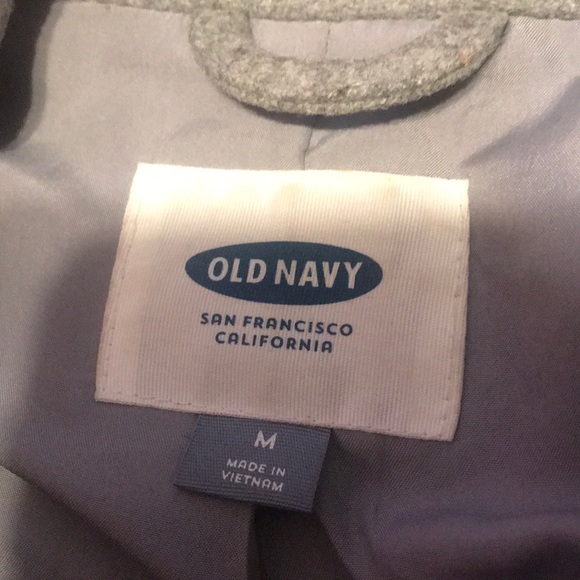 OLD NAVY
SAN FRANCISCO
CALIFORNIA
M
MADE IN
VIETNAM